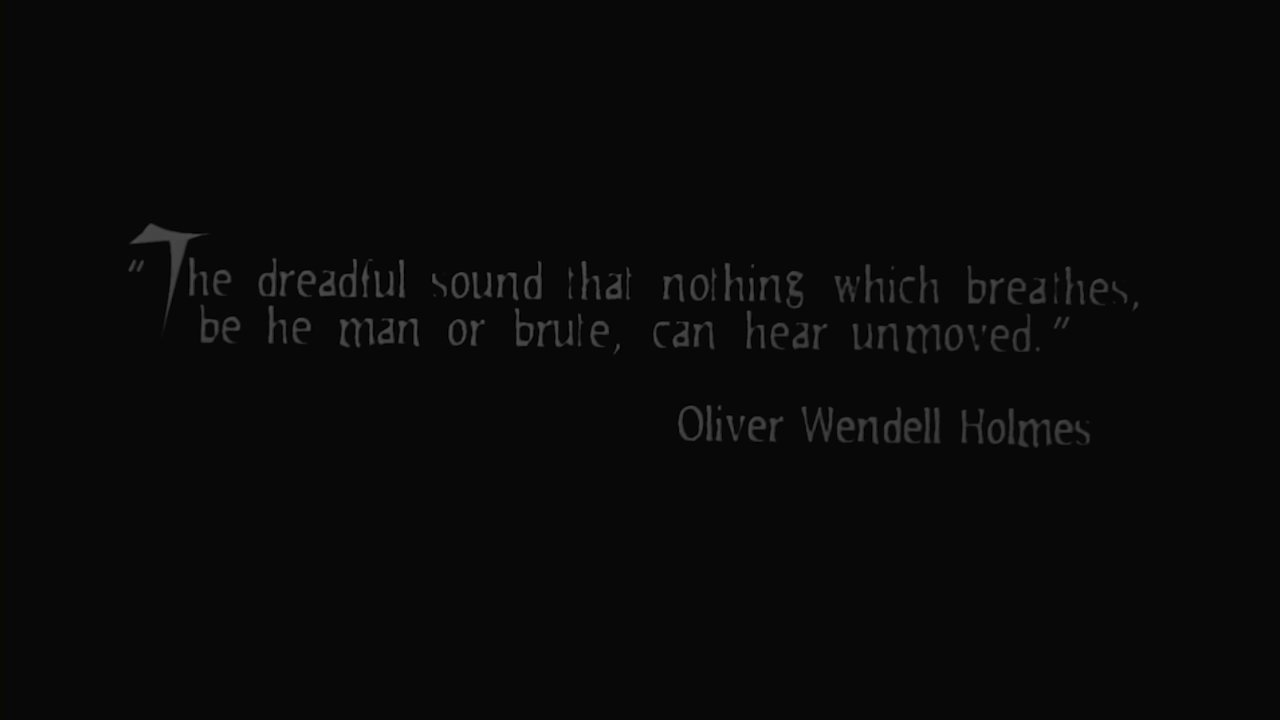 “The dreadful sound that nothing which breathes,
be he man or brute, can hear unmoved.”
Oliver Wendell Holmes